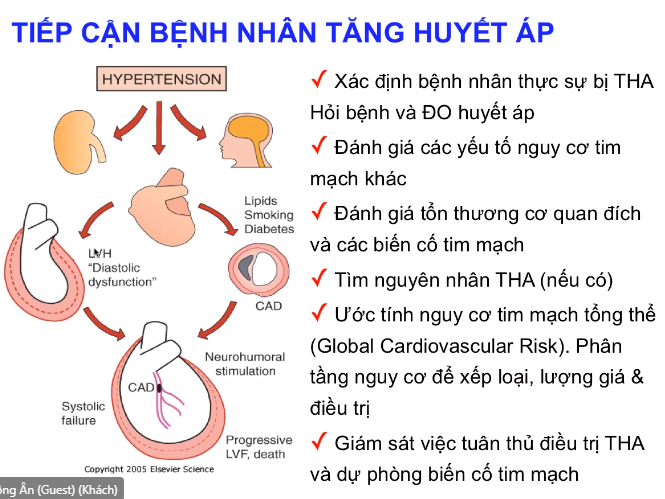 TIẾP CẬN BỆNH NHÂN TĂNG HUYẾT ÁP
HYPERTENSION
Lipids
Smoking
Diabetes
LVH
“Diastolic
dysfunction”
CAD
Neurohumoral
stimulation
CAD
Systolic
failure
Progressive
LVF, death
Copyright 2005 Elsevier Science
✓ Xác định bệnh nhân thực sự bị THA
Hỏi bệnh và ĐO huyết áp
✓ Đánh giá các yếu tố nguy cơ tim
mạch khác
✓ Đánh giá tổn thương cơ quan đích
và các biến cố tim mạch
✓ Tìm nguyên nhân THA (nếu có)
✓ Ước tính nguy cơ tim mạch tổng thể
(Global Cardiovascular Risk). Phân
tầng nguy cơ để xếp loại, lượng giá &
điều trị
✓ Giám sát việc tuân thủ điều trị THA
và dự phòng biến cố tim mạch
Ân (Guest) (Khách)